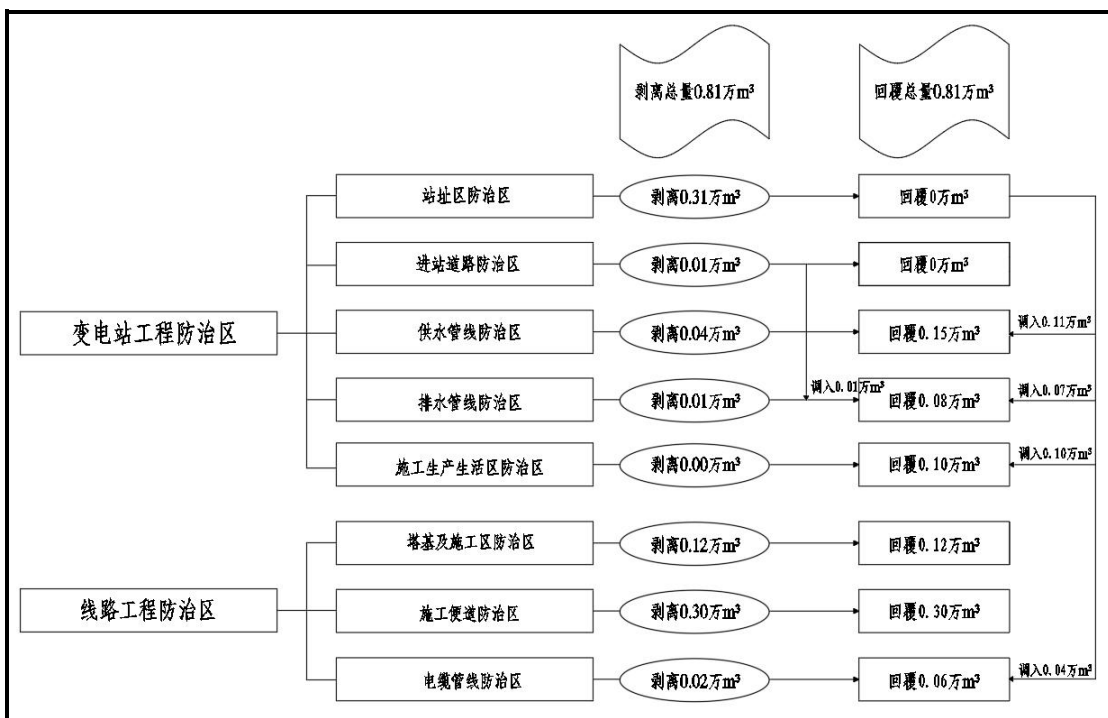 剥离总量0.81万m³
回覆总量0.81万m³
站址区防治区
剥离0.31万m³
回覆0万m³
进站道路防治区
剥离0.01万m³
回覆0万m³
变电站工程防治区
供水管线防治区
剥离0.04万m³
回覆0.15万m³
调入0.11万m³
排水管线防治区
剥离0.01万m³
调入0.01万m³
回覆0.08万m³
调入0.07万m³
施工生产生活区防治区
剥离0.00万m³
回覆0.10万m³
调入0.10万m³
塔基及施工区防治区
剥离0.12万m³
回覆0.12万m³
线路工程防治区
施工便道防治区
剥离0.30万m³
回覆0.30万m³
电缆管线防治区
剥离0.02万m³
回覆0.06万m³
调入0.04万m³